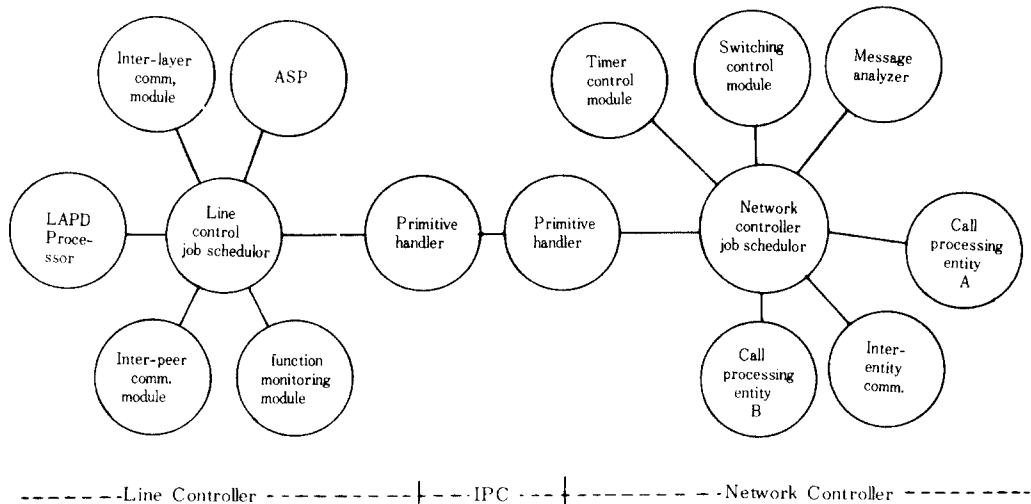 Inter-layer
comm,
module
ASP
LAPD
Proce-
ssor
Line
control
job schedulor
Inter-peer
comm.
module
function
monitoring
module
Primitive
handler
Primitive
handler
Timer
control
module
Switching
control
module
Message
analyzer
Network
controller
job schedulor
Call
processing
entity
A
Call
processing
entity
B
Inter-
entity
comm.
Line Controller
IPC
Network Controller